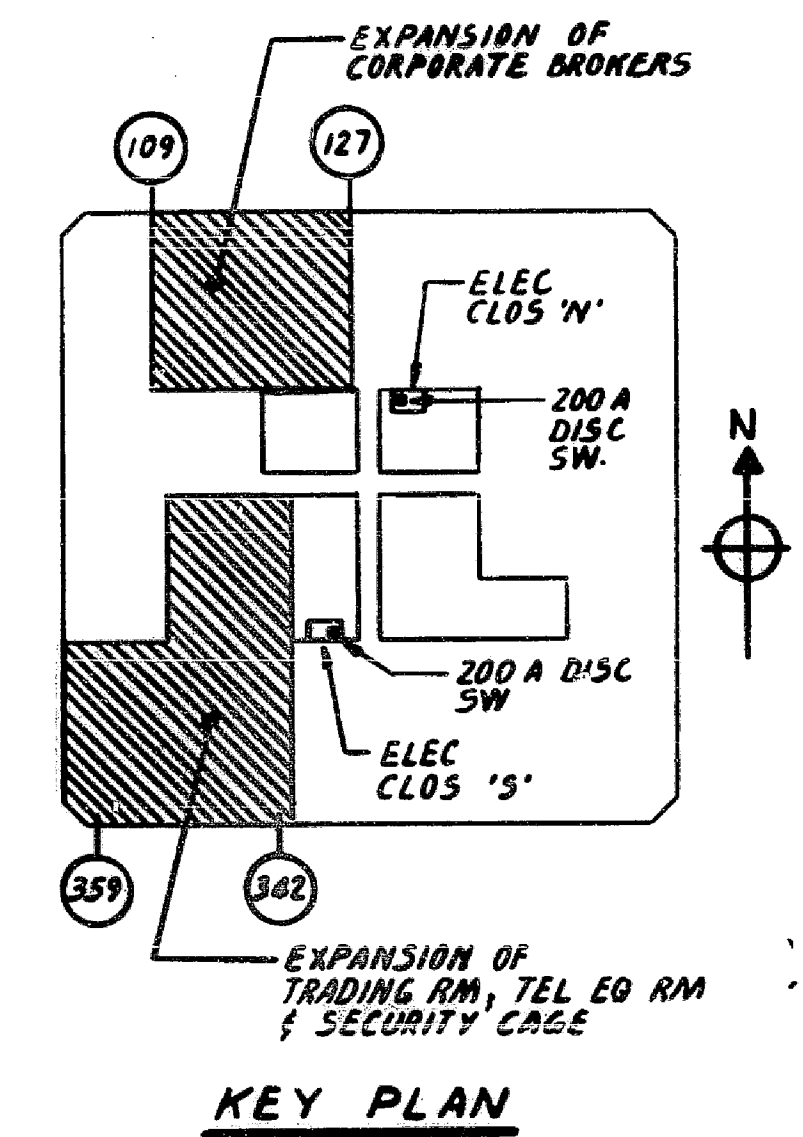 EXPANSION OF
CORPORATE BROKERS
109
127
ELEC
CLOS 'N'
200 A
DISC
SW.
N
200 A DISC
SW
ELEC
CLOS 'S'
359
342
EXPANSION OF
TRADING RM, TEL EQ RM
& SECURITY CAGE
KEY PLAN